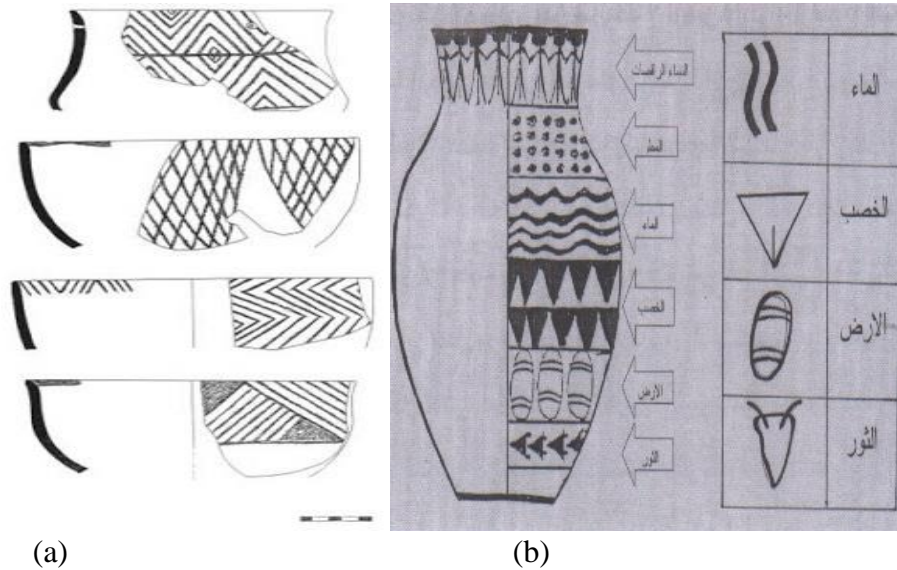 النساء الراقصات
المطر
الماء
الخصب
الارض
الثور
الماء
الخصب
الارض
الثور
(a)
(b)